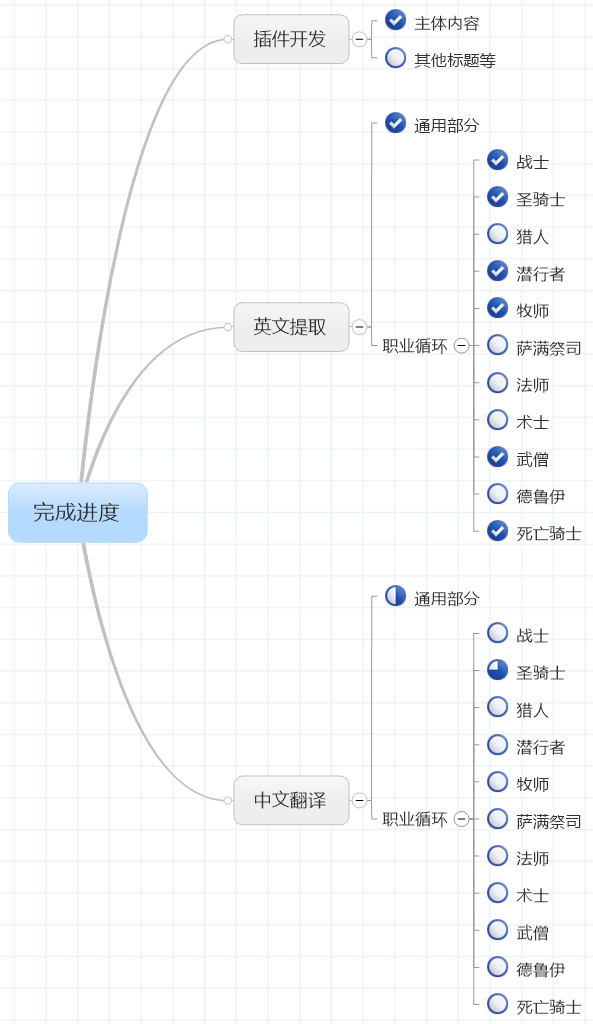 完成进度
插件开发
主体内容
其他标题等
英文提取
通用部分
职业循环
战士
圣骑士
猎人
潜行者
牧师
萨满祭司
法师
术士
武僧
德鲁伊
死亡骑士
中文翻译
通用部分
职业循环
战士
圣骑士
猎人
潜行者
牧师
萨满祭司
法师
术士
武僧
德鲁伊
死亡骑士